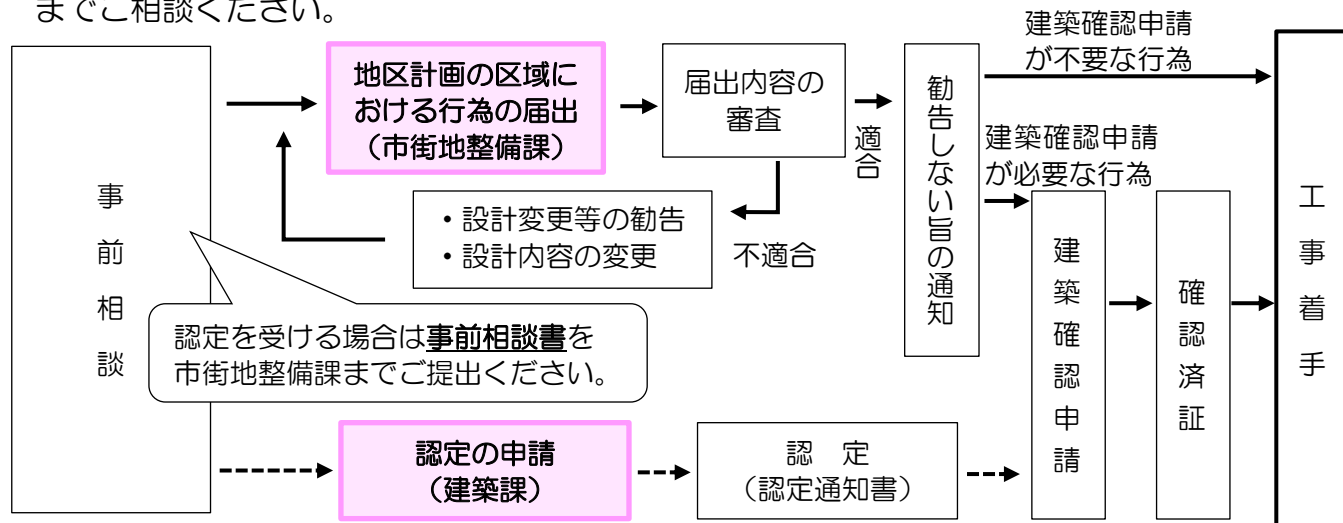 までご相談ください。
事前相談
地区計画の区域に
おける行為の届出
（市街地整備課）
届出内容の
審査
適合
不適合
・設計変更等の勧告
・設計内容の変更
勧告しない旨の通知
建築確認申請
が不要な行為
建築確認申請
が必要な行為
建築確認申請
確認済証
工事着手
認定を受ける場合は事前相談書を
市街地整備課までご提出ください。
認定の申請
（建築課）
認　定
（認定通知書）